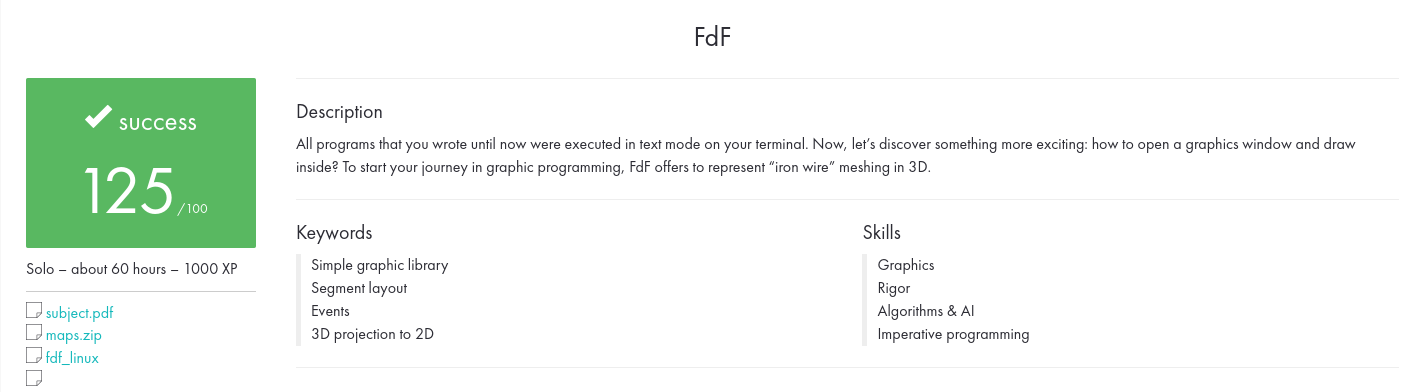 FdF
success
125 /100
Solo – about 60 hours – 1000 XP
subject.pdf
maps.zip
fdf_linux
Description
All programs that you wrote until now were executed in text mode on your terminal. Now, let’s discover something more exciting: how to open a graphics window and draw
inside? To start your journey in graphic programming, FdF offers to represent “iron wire” meshing in 3D.
Keywords
Simple graphic library
Segment layout
Events
3D projection to 2D
Skills
Graphics
Rigor
Algorithms & AI
Imperative programming